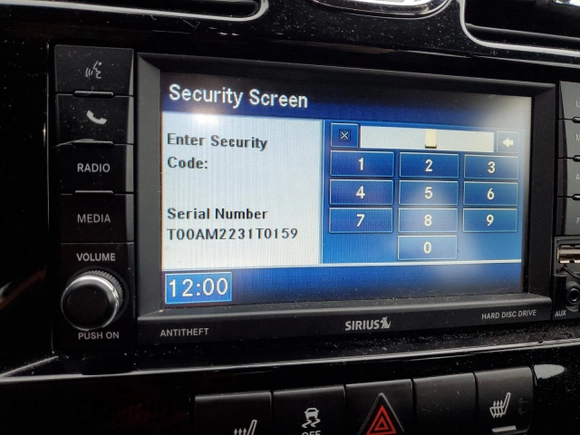 Security Screen
Enter Security
Code:
1 2 3
4 5 6
7 8 9
0
Serial Number
T00AM2231T0159
12:00
RADIO
MEDIA
VOLUME
PUSH ON
ANTITHEFT
SIRIUS
HARD DISC DRIVE
AUX
OFF